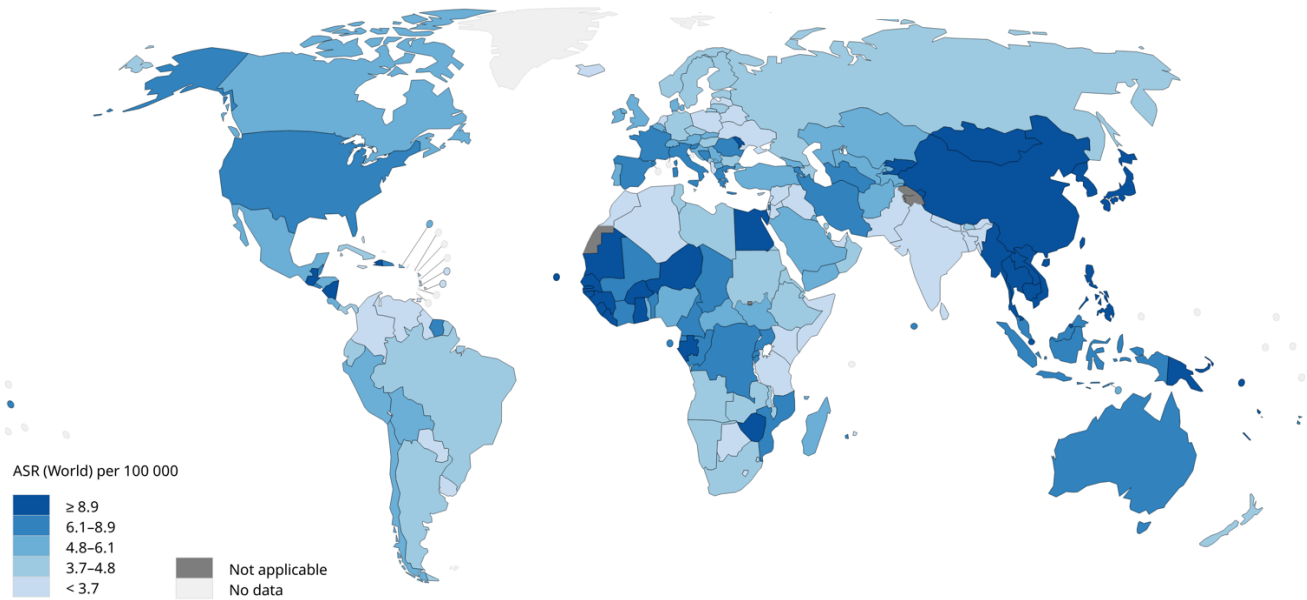 ASR (World) per 100 000
≥ 8.9
6.1–8.9
4.8–6.1
3.7–4.8
< 3.7
Not applicable
No data